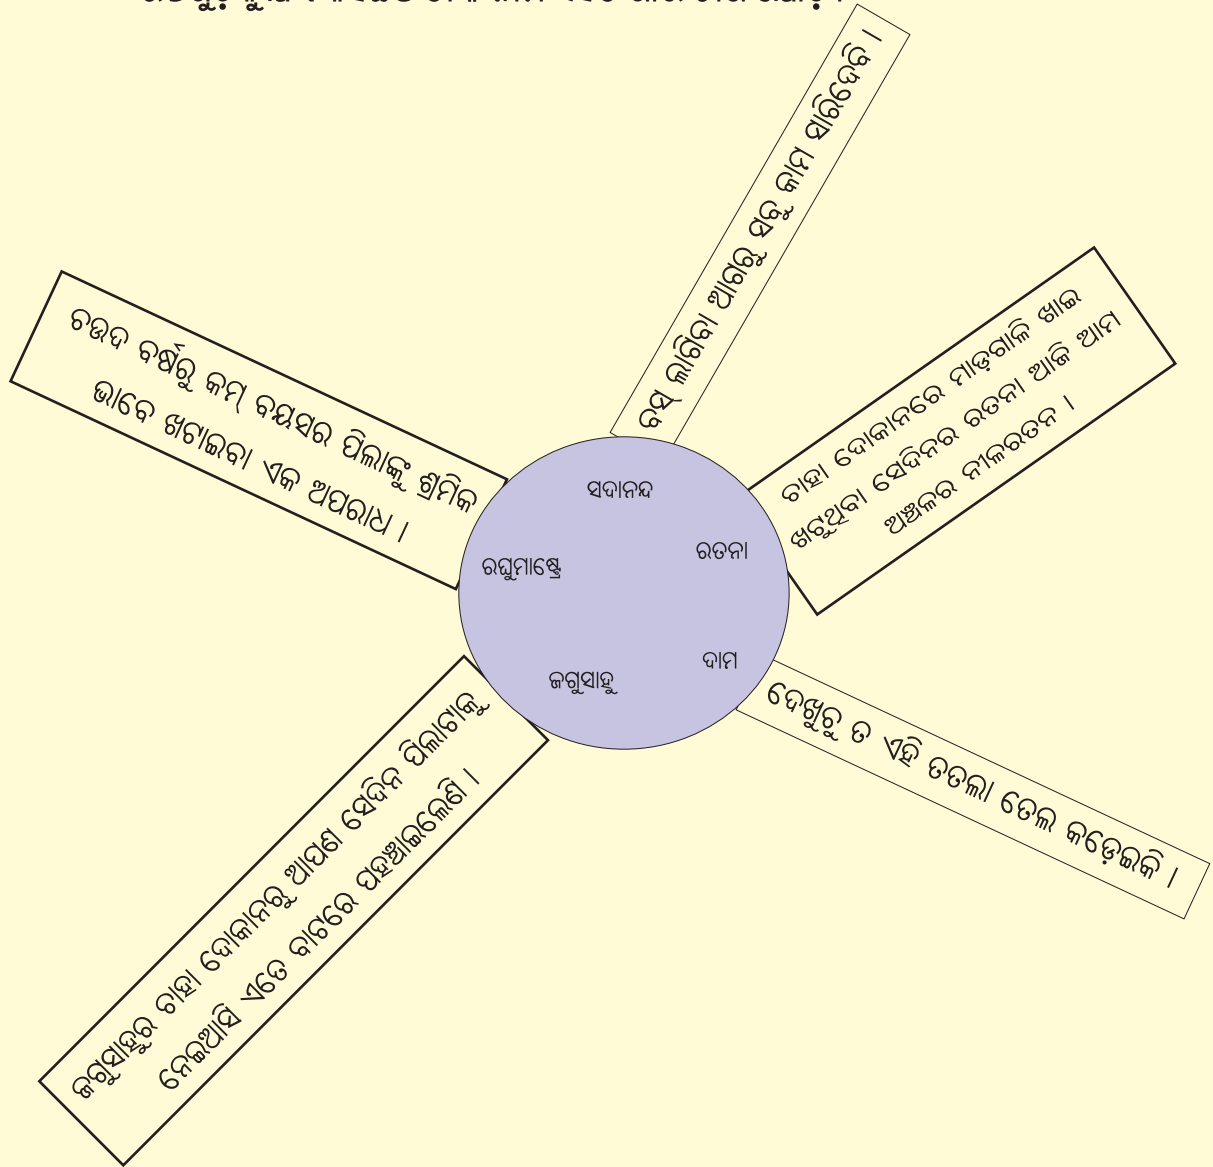 ବସ୍ ଲାଗିବା ଆଗରୁ ସବୁ କାମ ସାରିଦେବି ।
ଚାହା ଦୋକାନରେ ମାଡ଼ଗାଳି ଖାଇ
ଖଟୁଥିବା ସେଦିନର ରତନା ଆଜି ଆମ
ଅଞ୍ଚଳର ନୀଳରତନ ।
ଚଉଦ ବର୍ଷରୁ କମ୍ ବୟସର ପିଲାଙ୍କୁ ଶ୍ରମିକ
ଭାବେ ଖଟାଇବା ଏକ ଅପରାଧ ।
ସଦାନନ୍ଦ
ରତନା
ରଘୁମାଷ୍ଟ୍ରେ
ଦାମ
ଜଗୁସାହୁ
ଦେଖୁଚୁ ତ ଏହି ତତଲା ତେଲ କଡ଼େଇକି ।
ଜଗୁସାହୁର ଚାହା ଦୋକାନରୁ ଆପଣ ସେଦିନ ପିଲାଟାକୁ
ନେଇଆସି ଏତେ ବାଟରେ ପହଞ୍ଚାଇଲେଣି ।